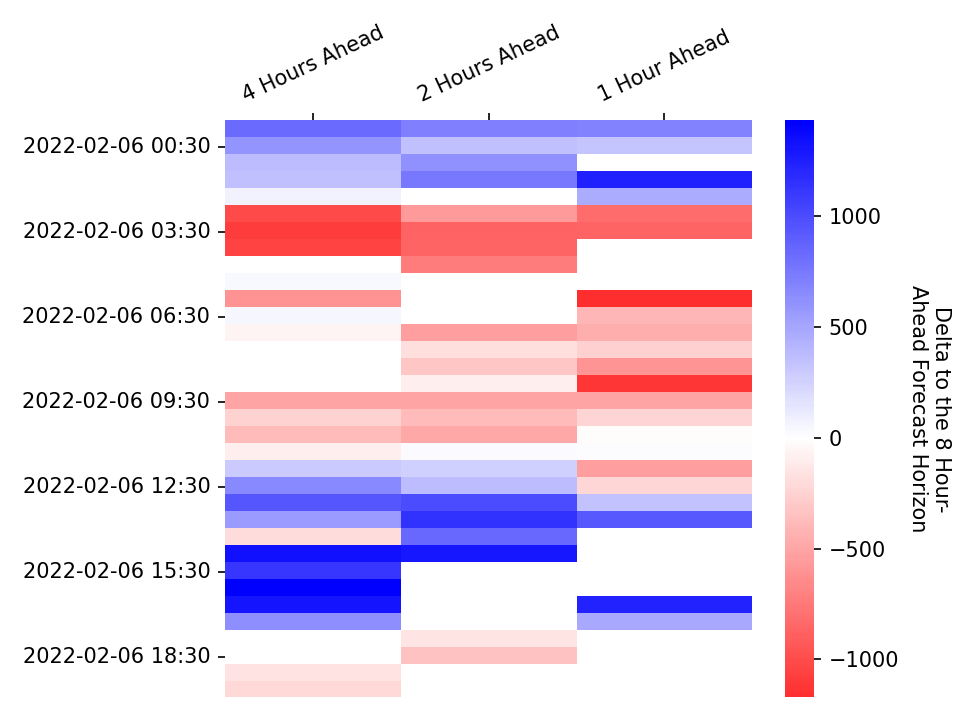 4 Hours Ahead
2 Hours Ahead
1 Hour Ahead
2022-02-06 00:30
2022-02-06 03:30
2022-02-06 06:30
2022-02-06 09:30
2022-02-06 12:30
2022-02-06 15:30
2022-02-06 18:30
1000
500
0
−500
−1000
Delta to the 8 Hour-
Ahead Forecast Horizon